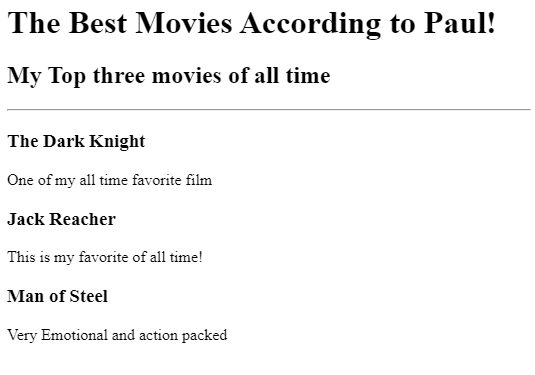 The Best Movies According to Paul!
My Top three movies of all time
The Dark Knight
One of my all time favorite film
Jack Reacher
This is my favorite of all time!
Man of Steel
Very Emotional and action packed